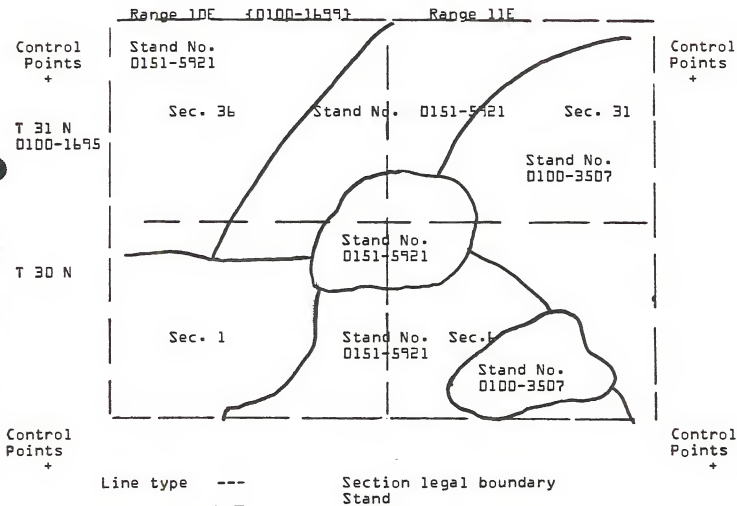 Range 10E {0100-1699} Range 11E
Control Points +
Stand No. 0151-5921
Control Points +
Sec. 36
Stand No. 0151-5921
Sec. 31
T 31 N 0100-1695
Stand No. 0100-3507
Stand No. 0151-5921
T 30 N
Sec. 1
Stand No. 0151-5921
Sec. 6
Stand No. 0100-3507
Control Points +
Control Points +
Line type --- Section legal boundary
Stand